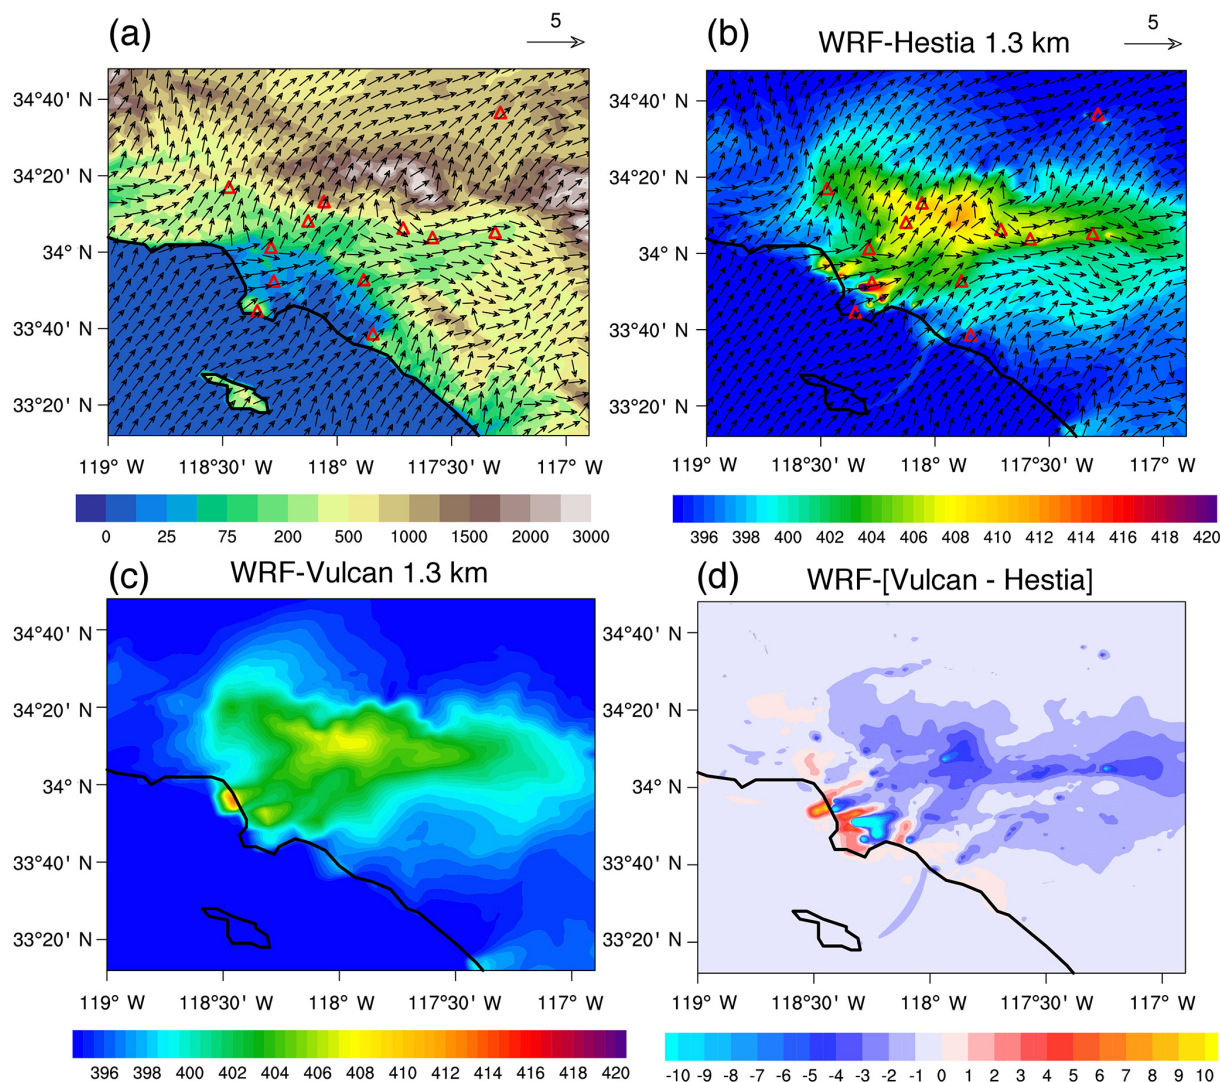 (a)
5
34°40' N
34°20' N
34° N
33°40' N
33°20' N
119° W
118°30' W
118° W
117°30' W
117° W
0 25 75 200 500 1000 1500 2000 3000
(b)
WRF-Hestia 1.3 km
5
34°40' N
34°20' N
34° N
33°40' N
33°20' N
119° W
118°30' W
118° W
117°30' W
117° W
396 398 400 402 404 406 408 410 412 414 416 418 420
(c)
WRF-Vulcan 1.3 km
34°40' N
34°20' N
34° N
33°40' N
33°20' N
119° W
118°30' W
118° W
117°30' W
117° W
396 398 400 402 404 406 408 410 412 414 416 418 420
(d)
WRF-[Vulcan - Hestia]
34°40' N
34°20' N
34° N
33°40' N
33°20' N
119° W
118°30' W
118° W
117°30' W
117° W
-10 -9 -8 -7 -6 -5 -4 -3 -2 -1 0 1 2 3 4 5 6 7 8 9 10